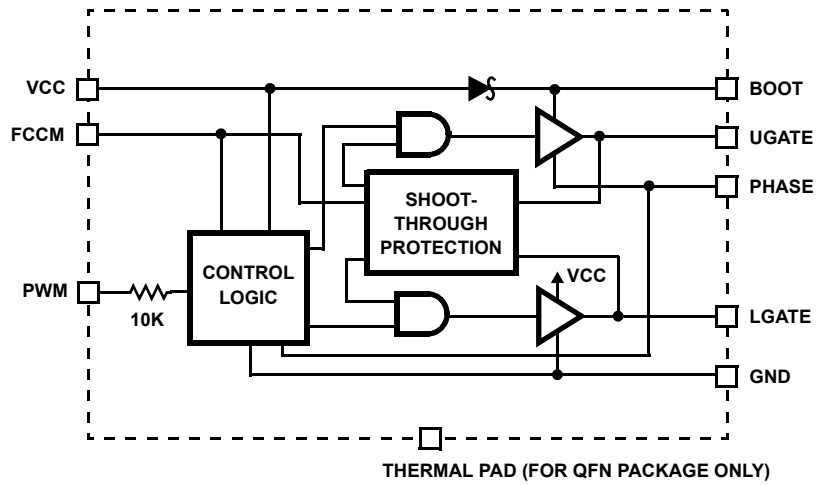 VCC
BOOT
FCCM
UGATE
PHASE
SHOOT-
THROUGH
PROTECTION
CONTROL
LOGIC
VCC
PWM
10K
LGATE
GND
THERMAL PAD (FOR QFN PACKAGE ONLY)